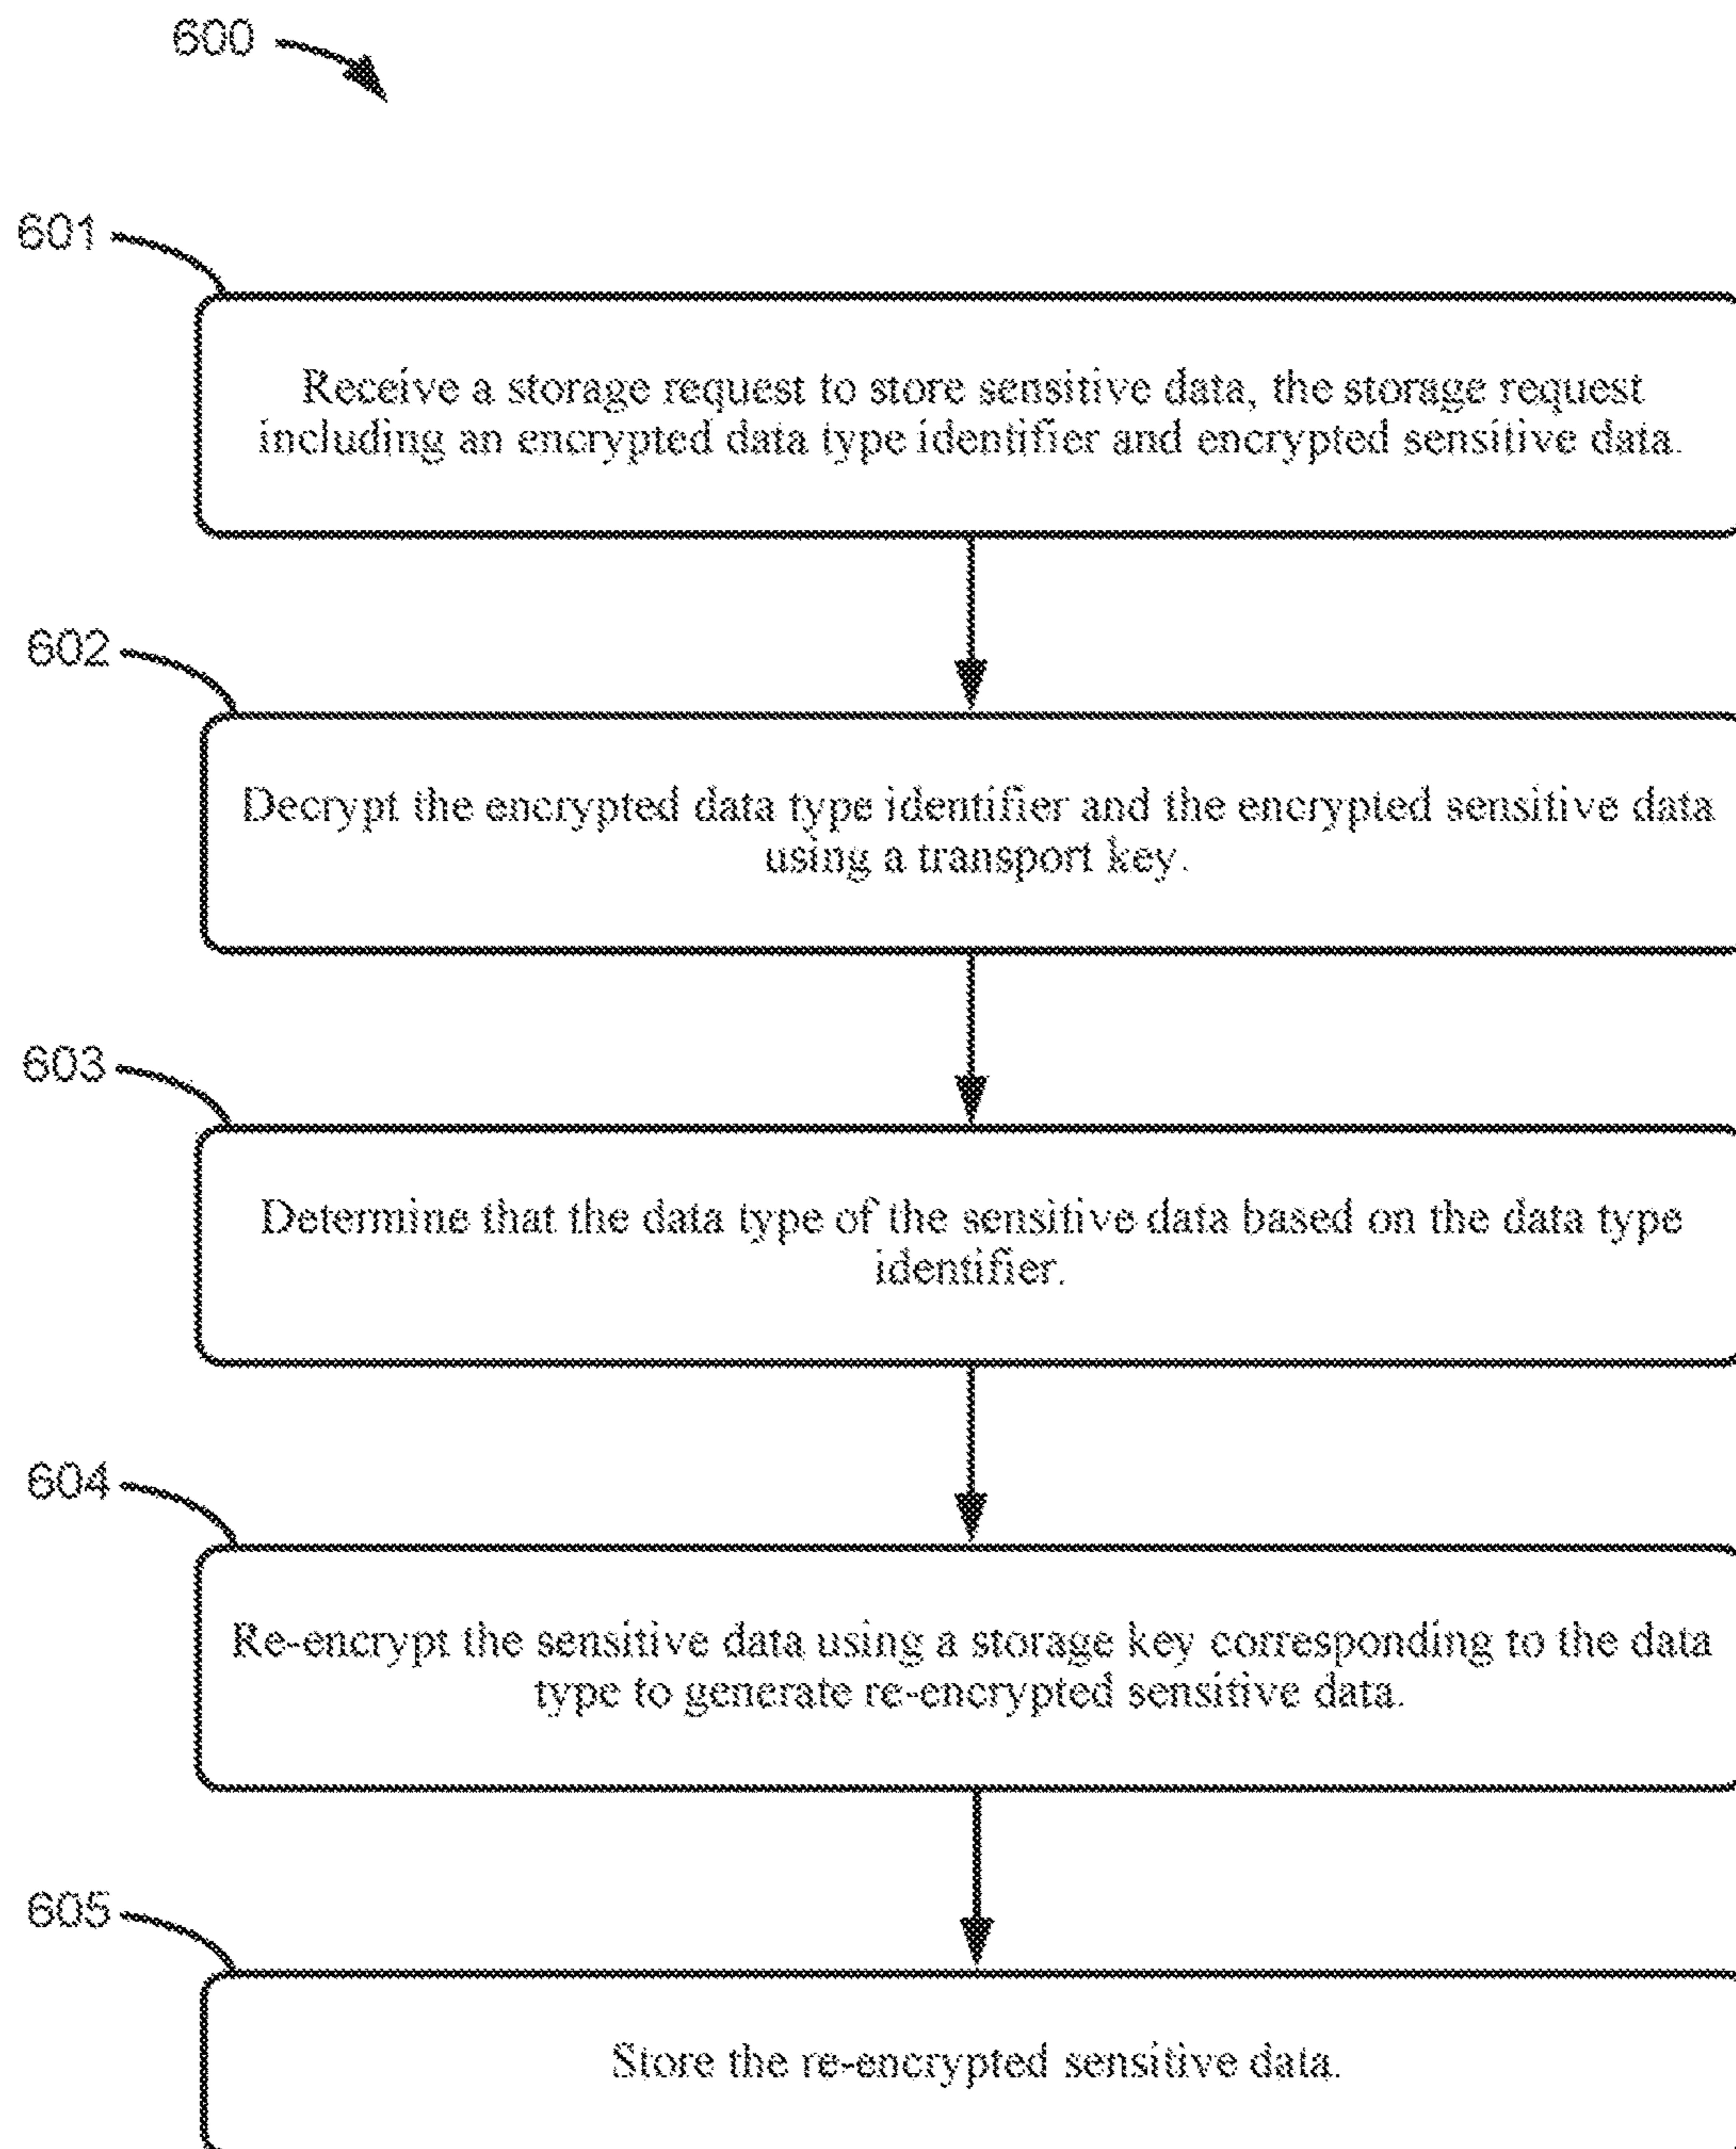 600
601
Receive a storage request to store sensitive data, the storage request
including an encrypted data type identifier and encrypted sensitive data.
602
Decrypt the encrypted data type identifier and the encrypted sensitive data
using a transport key.
603
Determine that the data type of the sensitive data based on the data type
identifier.
604
Re-encrypt the sensitive data using a storage key corresponding to the data
type to generate re-encrypted sensitive data.
605
Store the re-encrypted sensitive data.